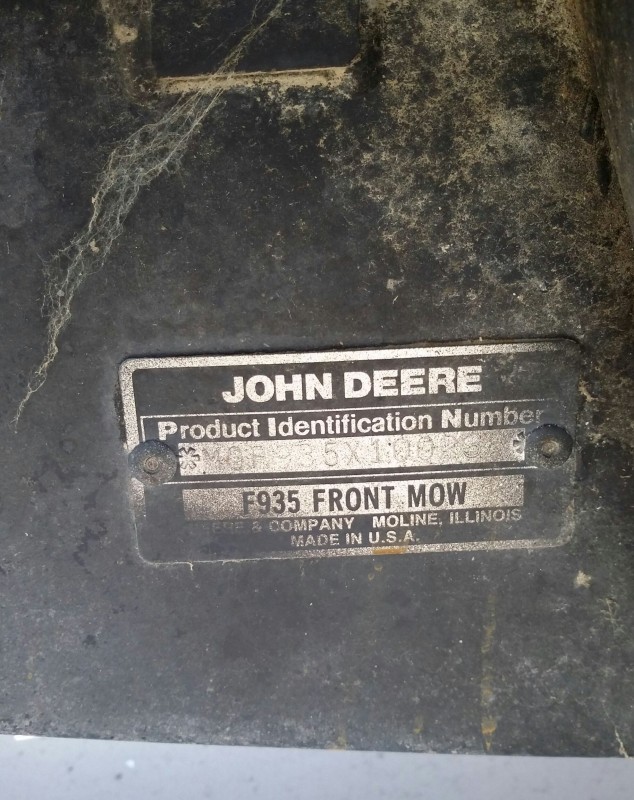 JOHN DEERE
Product Identification Number
F935 FRONT MOW
& COMPANY MOLINE, ILLINOIS
MADE IN U.S.A.